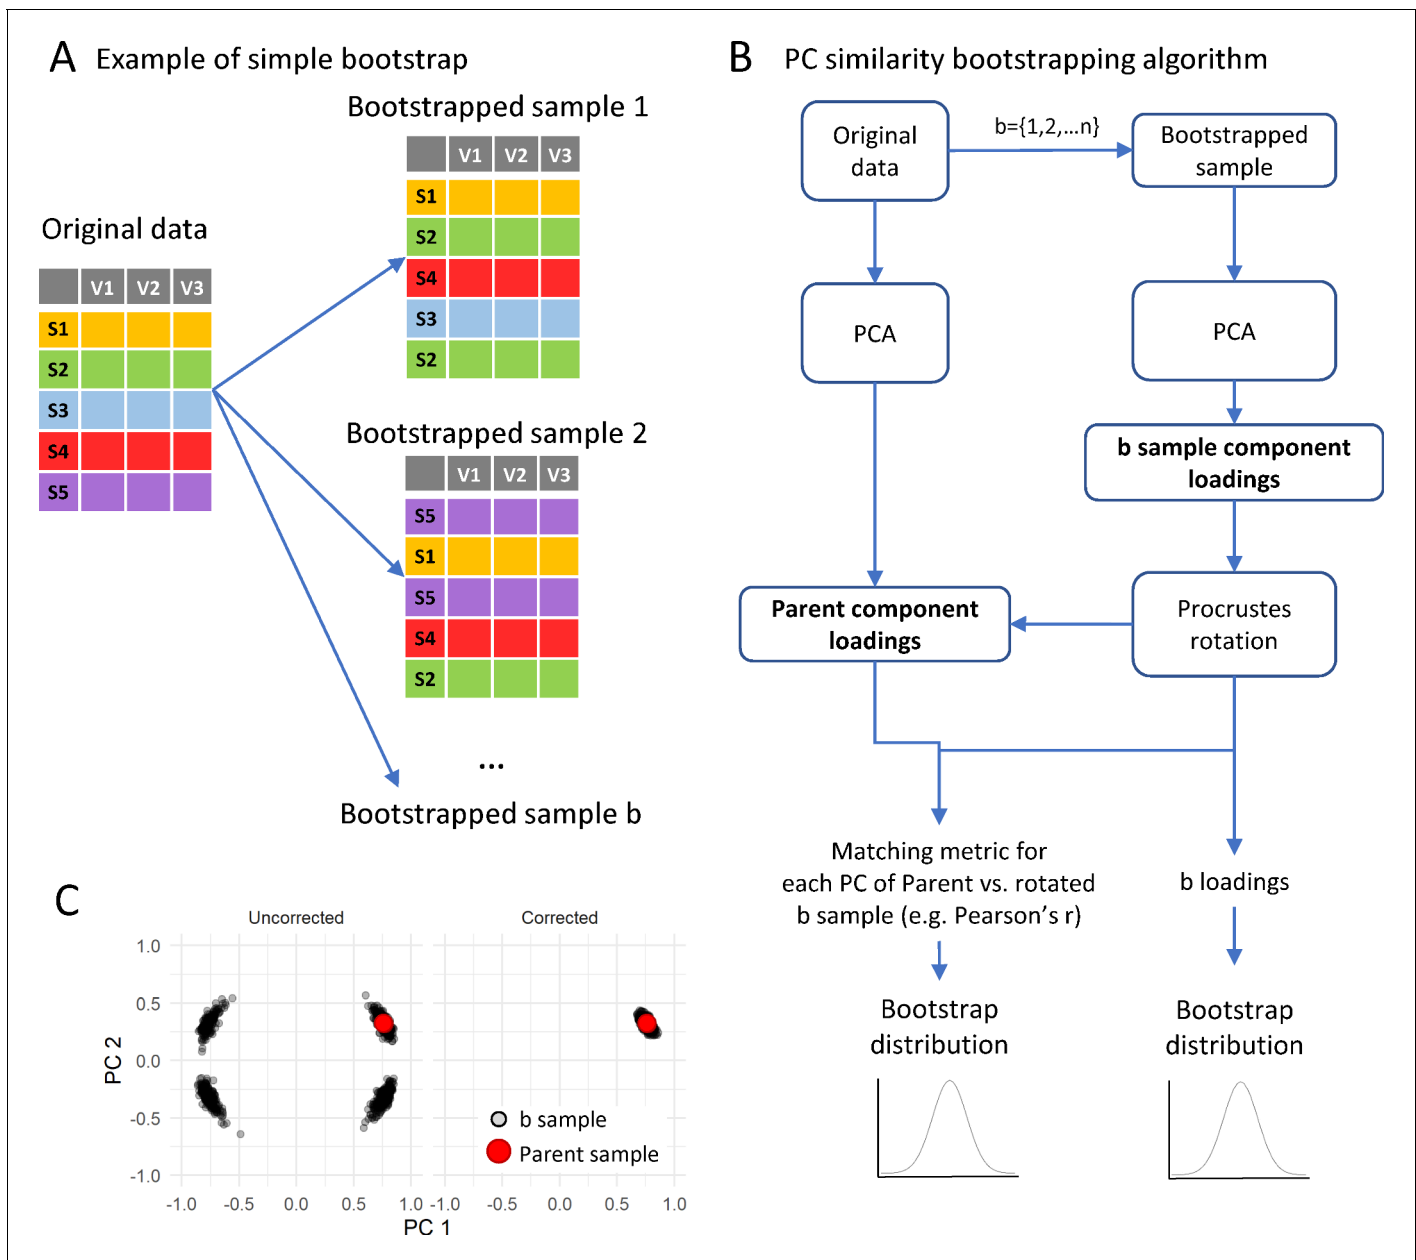 A Example of simple bootstrap
Bootstrapped sample 1
V1 V2 V3
S1
S2
S4
S3
S2
Original data
V1 V2 V3
S1
S2
S3
S4
S5
Bootstrapped sample 2
V1 V2 V3
S5
S1
S5
S4
S2
...
Bootstrapped sample b
B PC similarity bootstrapping algorithm
Original
data
b={1,2,...n}
Bootstrapped
sample
PCA
PCA
b sample component
loadings
Parent component
loadings
Procrustes
rotation
Matching metric for
each PC of Parent vs. rotated
b sample (e.g. Pearson's r)
b loadings
Bootstrap
distribution
Bootstrap
distribution
C
Uncorrected Corrected
1.0
0.5
0.0
-0.5
-1.0
PC 2
b sample
Parent sample
-1.0 -0.5 0.0 0.5 1.0 -1.0 -0.5 0.0 0.5 1.0
PC 1